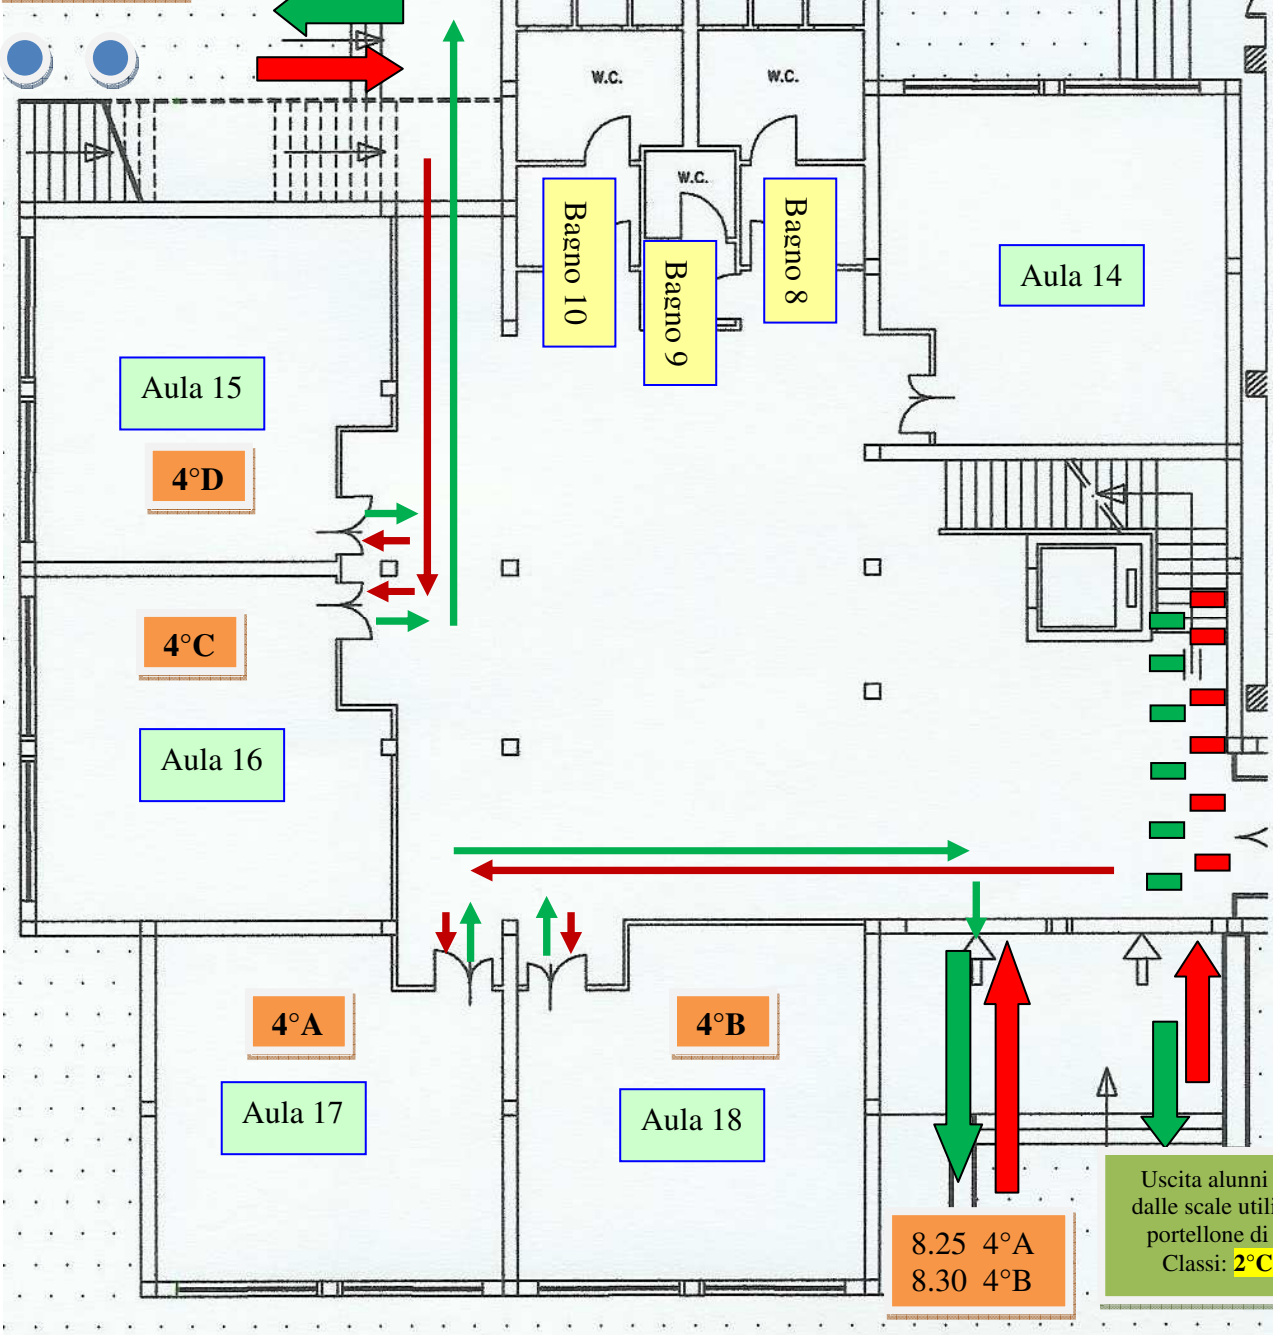 W.C.
W.C.
W.C.
Bagno 10
Bagno 9
Bagno 8
Aula 14
Aula 15
4°D
4°C
Aula 16
4°A
4°B
Aula 17
Aula 18
8.25 4°A
8.30 4°B
Uscita alunni
dalle scale utili
portellone di
Classi: 2°C